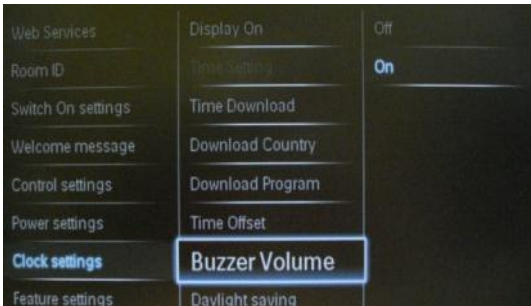 Web Services
Room ID
Switch On settings
Welcome message
Control settings
Power settings
Clock settings
Feature settings
Display On
Time Setting
Time Download
Download Country
Download Program
Time Offset
Buzzer Volume
Daylight saving
Off
On